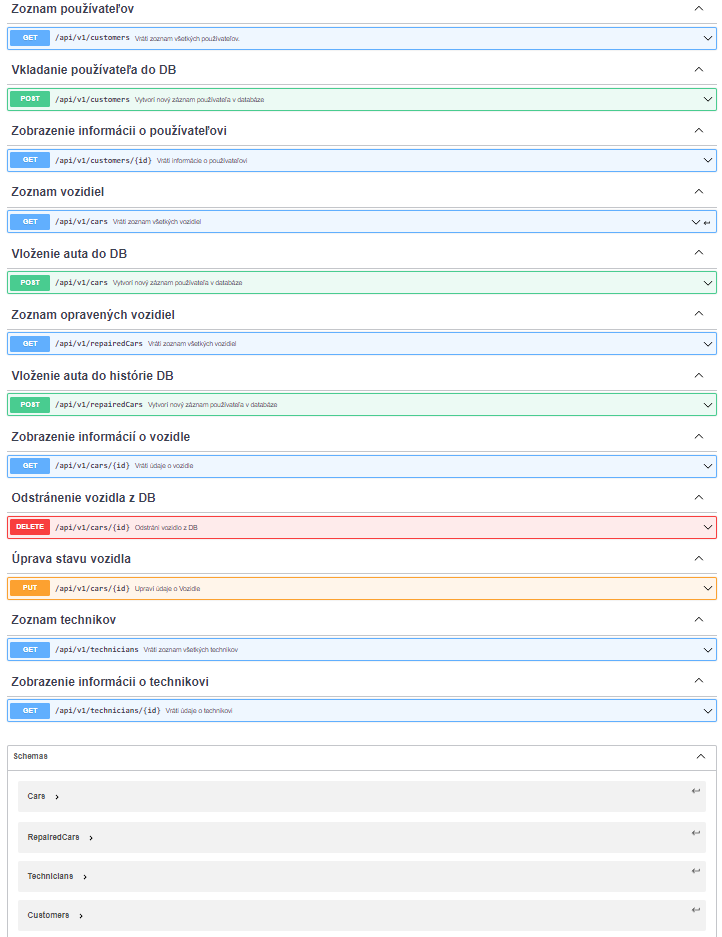 Zoznam používateľov
GET /api/v1/customers Vráti zoznam všetkých používateľov.
Vkladanie používateľa do DB
POST /api/v1/customers Vytvorí nový záznam používateľa v databáze
Zobrazenie informácii o používateľovi
GET /api/v1/customers/{id} Vráti informácie o používateľovi
Zoznam vozidiel
GET /api/v1/cars Vráti zoznam všetkých vozidiel
Vloženie auta do DB
POST /api/v1/cars Vytvorí nový záznam používateľa v databáze
Zoznam opravených vozidiel
GET /api/v1/repairedCars Vráti zoznam všetkých vozidiel
Vloženie auta do histórie DB
POST /api/v1/repairedCars Vytvorí nový záznam používateľa v databáze
Zobrazenie informácií o vozidle
GET /api/v1/cars/{id} Vráti údaje o vozidle
Odstránenie vozidla z DB
DELETE /api/v1/cars/{id} Odstráni vozidlo z DB
Úprava stavu vozidla
PUT /api/v1/cars/{id} Upraví údaje o Vozidle
Zoznam technikov
GET /api/v1/technicians Vráti zoznam všetkých technikov
Zobrazenie informácii o technikovi
GET /api/v1/technicians/{id} Vráti údaje o technikovi
Schemas
Cars
RepairedCars
Technicians
Customers